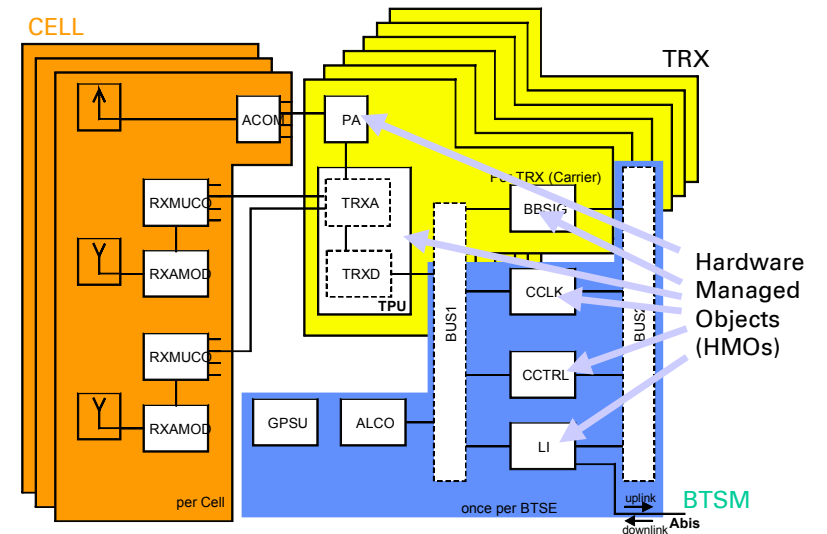 CELL
TRX
ACOM
PA
Per TRX (Carrier)
RXMUCO
TRXA
BBSIG
RXAMOD
TRXD
TPU
CCLK
Hardware
Managed
Objects
(HMOs)
BUS1
BUS2
RXMUCO
CCTRL
RXAMOD
GPSU
ALCO
LI
per Cell
once per BTSE
uplink
BTSM
downlink
Abis